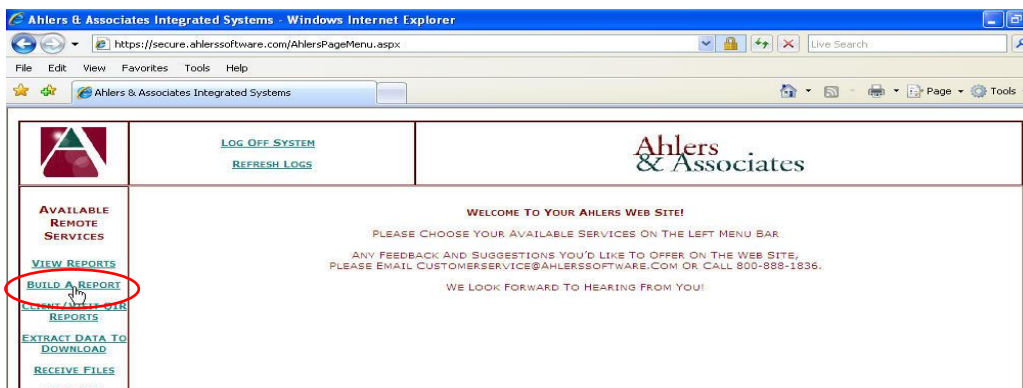 Ahlers & Associates Integrated Systems - Windows Internet Explorer
https://secure.ahlerssoftware.com/AhlersPageMenu.aspx
Live Search
File Edit View Favorites Tools Help
Ahlers & Associates Integrated Systems
Page
Tools
LOG OFF SYSTEM
REFRESH LOGS
Ahlers
& Associates
AVAILABLE
REMOTE
SERVICES
VIEW REPORTS
BUILD A REPORT
CLIENT/VISIT QTR
REPORTS
EXTRACT DATA TO
DOWNLOAD
RECEIVE FILES
WELCOME TO YOUR AHLERS WEB SITE!
PLEASE CHOOSE YOUR AVAILABLE SERVICES ON THE LEFT MENU BAR
ANY FEEDBACK AND SUGGESTIONS YOU'D LIKE TO OFFER ON THE WEB SITE,
PLEASE EMAIL CUSTOMERSERVICE@AHLERSSOFTWARE.COM OR CALL 800-888-1836.
WE LOOK FORWARD TO HEARING FROM YOU!